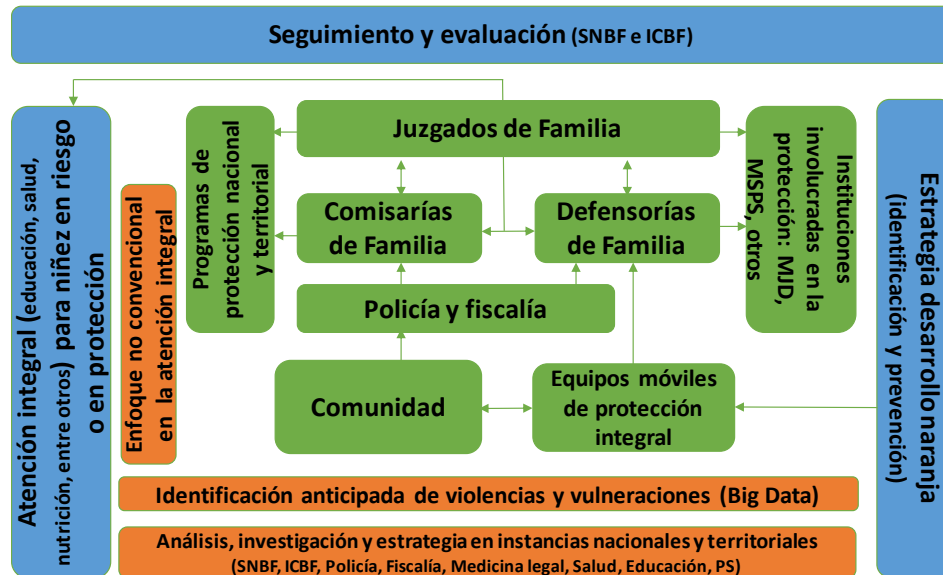 Seguimiento y evaluación (SNBF e ICBF)
Atención integral (educación, salud,
nutrición, entre otros) para niñez en riesgo
o en protección
Enfoque no convencional
en la atención integral
Programas de
protección nacional
y territorial
Juzgados de Familia
Comisarías
de Familia
Defensorías
de Familia
Policía y fiscalía
Comunidad
Equipos móviles
de protección
integral
Instituciones
involucradas en la
protección: MJD,
MSPS, otros
Estrategia desarrollo naranja
(identificación y prevención)
Identificación anticipada de violencias y vulneraciones (Big Data)
Análisis, investigación y estrategia en instancias nacionales y territoriales
(SNBF, ICBF, Policía, Fiscalía, Medicina legal, Salud, Educación, PS)